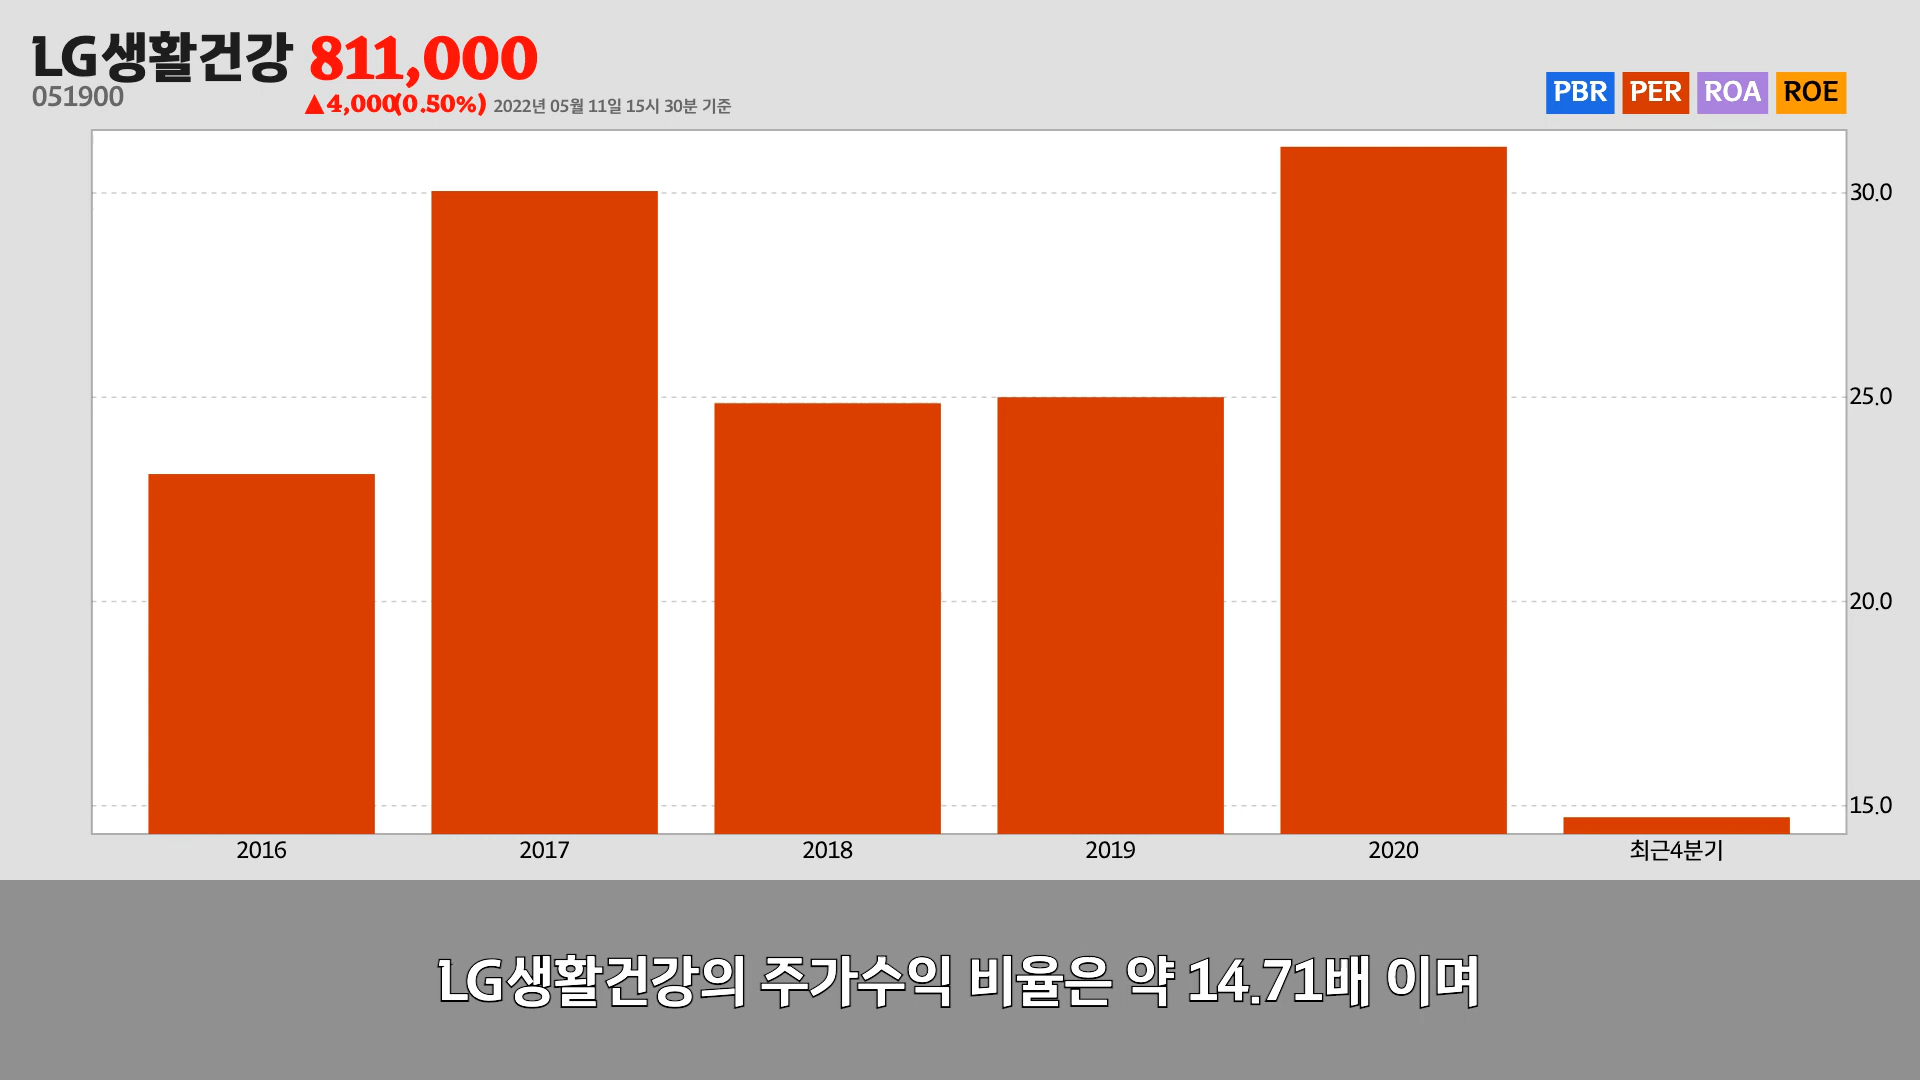 LG생활건강 811,000
051900 ▲4,000(0.50%) 2022년 05월 11일 15시 30분 기준
PBR PER ROA ROE
30.0
25.0
20.0
15.0
2016 2017 2018 2019 2020 최근4분기
LG생활건강의 주가수익 비율은 약 14.71배 이며